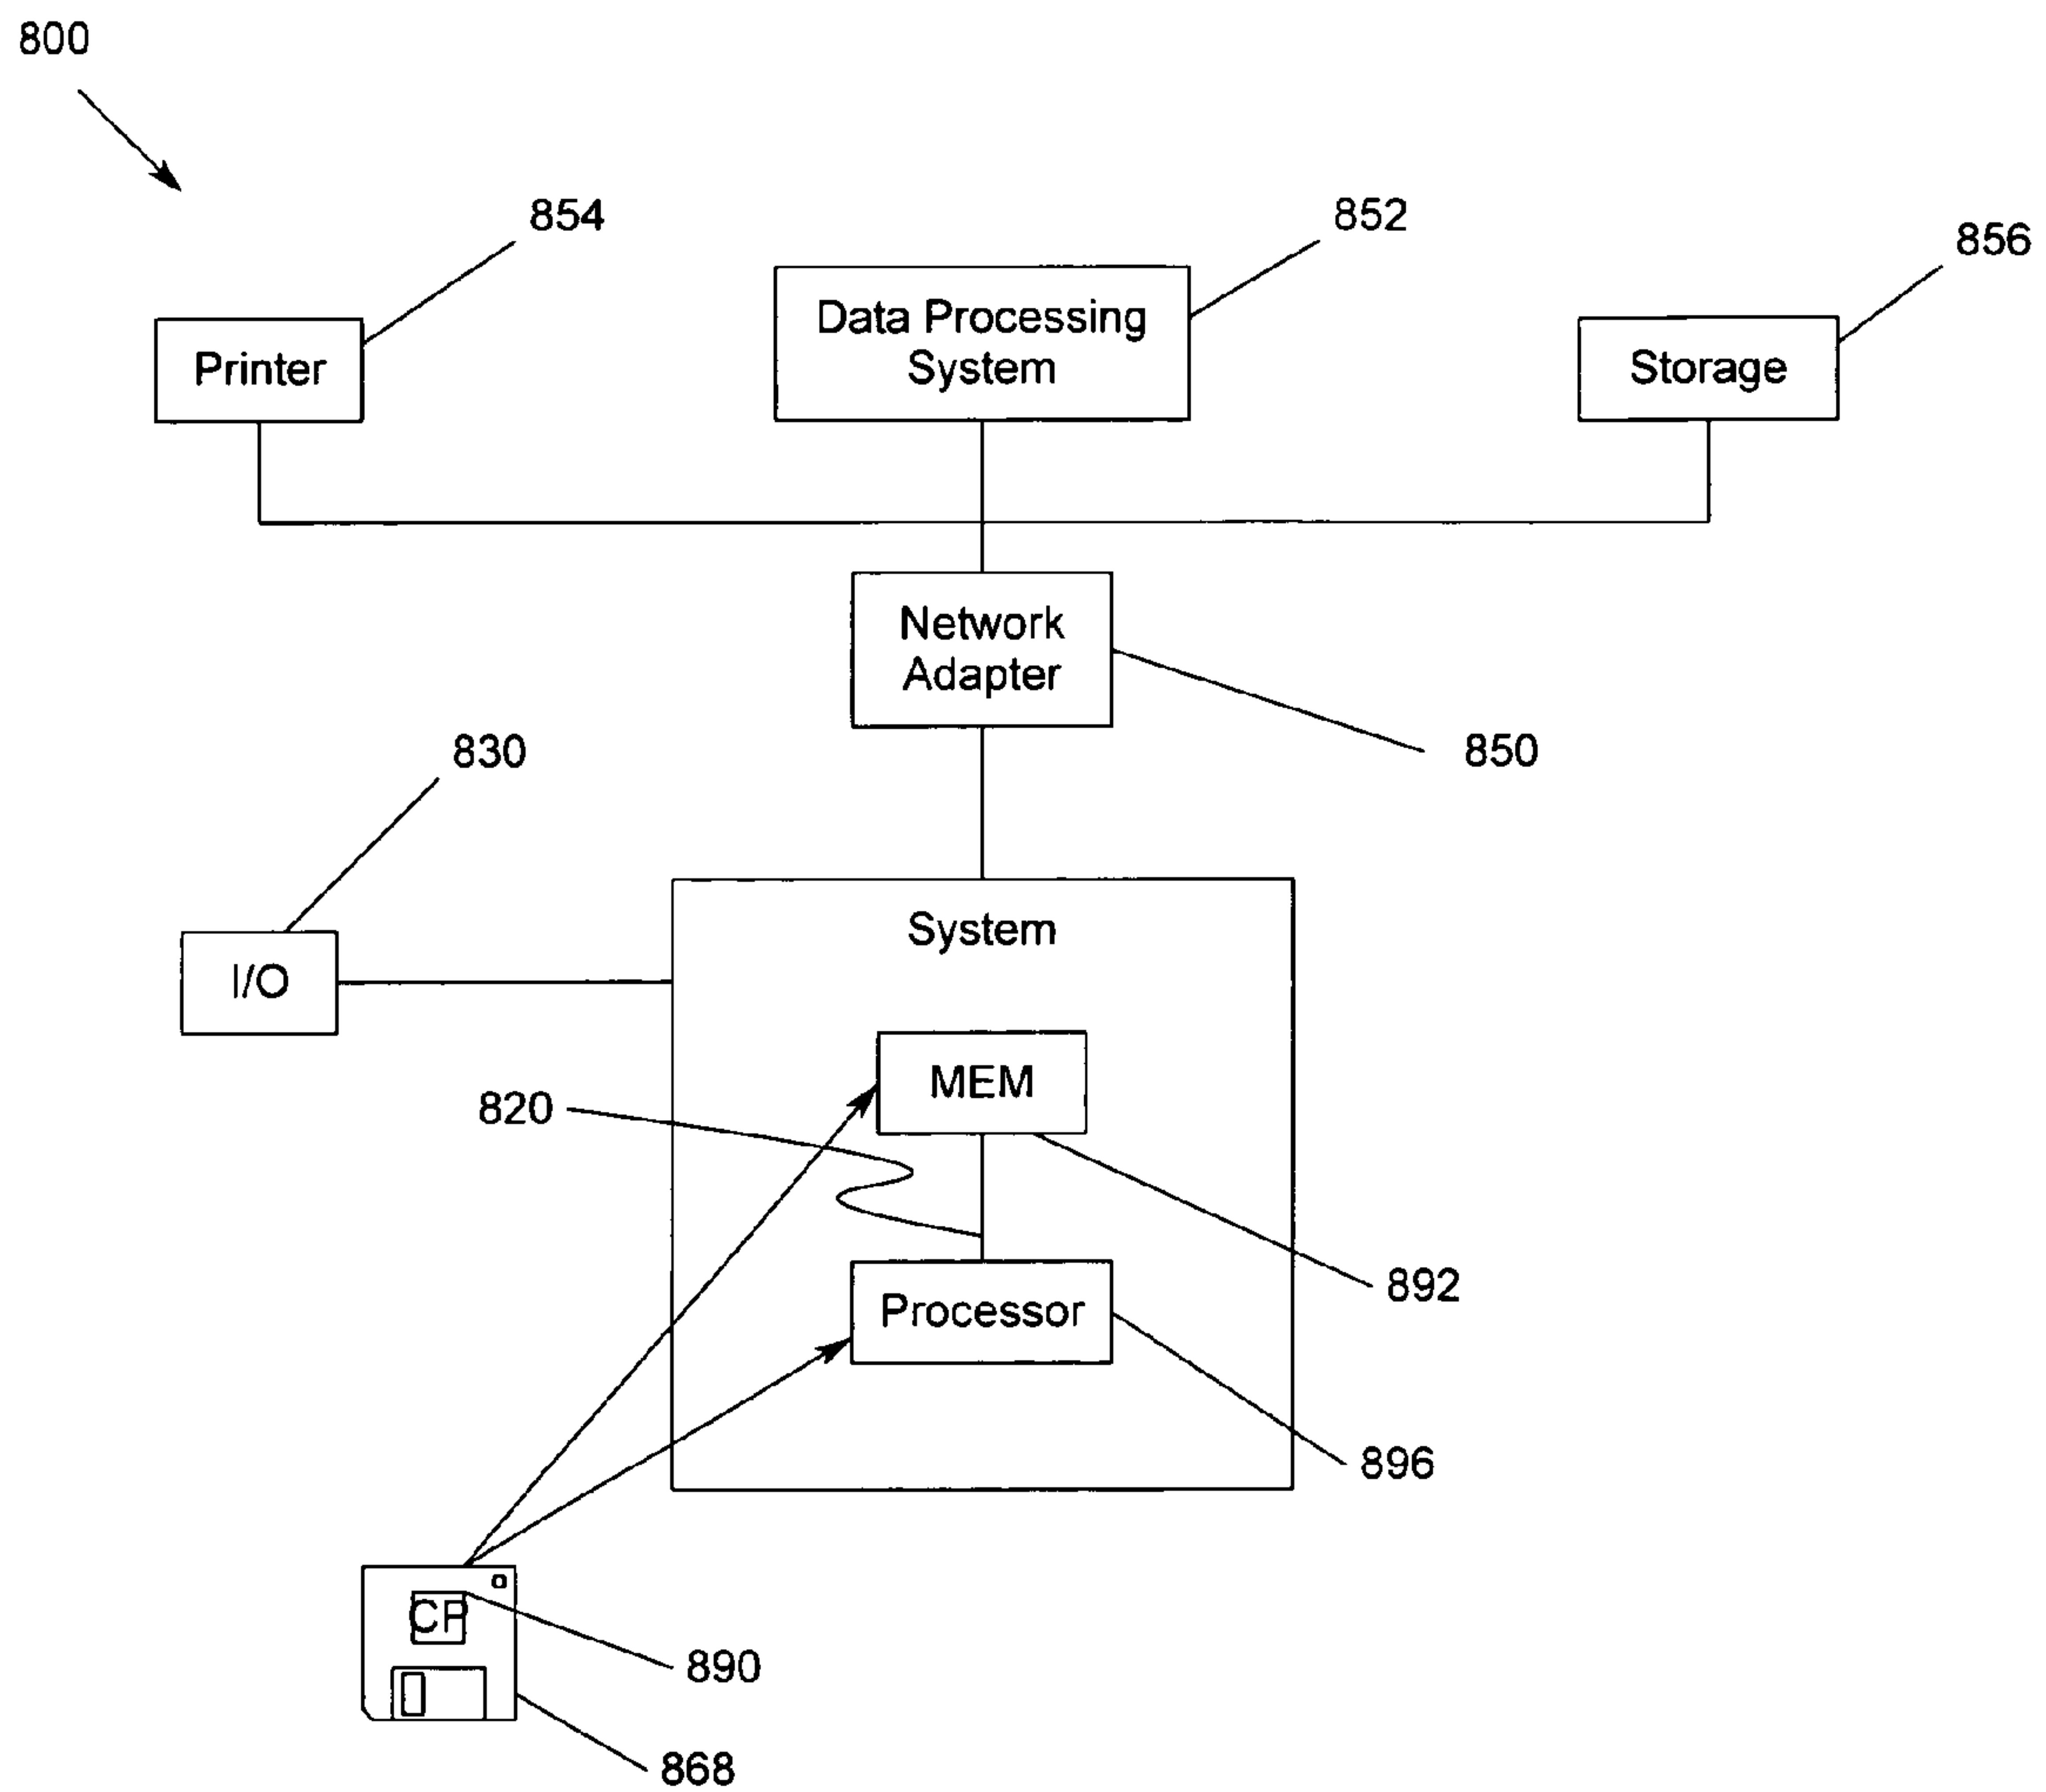 800
854
852
856
Printer
Data Processing
System
Storage
Network
Adapter
850
830
I/O
System
MEM
820
892
Processor
896
CP
890
868